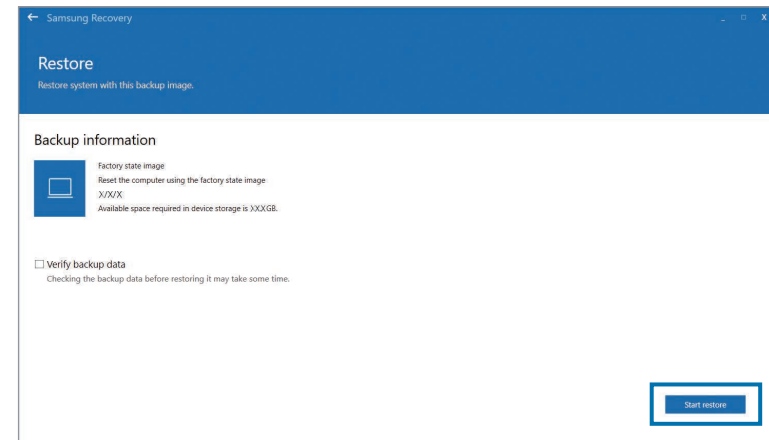 ← Samsung Recovery
Restore
Restore system with this backup image.
Backup information
Factory state image
Reset the computer using the factory state image
X/X/X
Available space required in device storage is XXXGB.
Verify backup data
Checking the backup data before restoring it may take some time.
Start restore